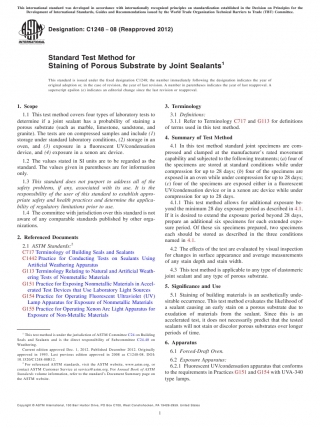 This international standard was developed in accordance with internationally recognized principles on standardization established in the Decision on Principles for the
Development of International Standards, Guides and Recommendations issued by the World Trade Organization Technical Barriers to Trade (TBT) Committee.
Designation: C1248 − 08 (Reapproved 2012)
Standard Test Method for
Staining of Porous Substrate by Joint Sealants¹
This standard is issued under the fixed designation C1248; the number immediately following the designation indicates the year of
original adoption or, in the case of revision, the year of last revision. A number in parentheses indicates the year of last reapproval. A
superscript epsilon (ε) indicates an editorial change since the last revision or reapproval.
1. Scope
1.1 This test method covers four types of laboratory tests to
determine if a joint sealant has a probability of staining a
porous substrate (such as marble, limestone, sandstone, and
granite). The tests are on compressed samples and include (1)
storage under standard laboratory conditions, (2) storage in an
oven, and (3) exposure in a fluorescent UV/condensation
device, and (4) exposure in a xenon arc device.
1.2 The values stated in SI units are to be regarded as the
standard. The values given in parentheses are for information
only.
1.3 This standard does not purport to address all of the
safety problems, if any, associated with its use. It is the
responsibility of the user of this standard to establish appro-
priate safety and health practices and determine the applica-
bility of regulatory limitations prior to use.
1.4 The committee with jurisdiction over this standard is not
aware of any comparable standards published by other orga-
nizations.
2. Referenced Documents
2.1 ASTM Standards:²
C717 Terminology of Building Seals and Sealants
C1442 Practice for Conducting Tests on Sealants Using
Artificial Weathering Apparatus
G113 Terminology Relating to Natural and Artificial Weath-
ering Tests of Nonmetallic Materials
G151 Practice for Exposing Nonmetallic Materials in Accel-
erated Test Devices that Use Laboratory Light Sources
G154 Practice for Operating Fluorescent Ultraviolet (UV)
Lamp Apparatus for Exposure of Nonmetallic Materials
G155 Practice for Operating Xenon Arc Light Apparatus for
Exposure of Non-Metallic Materials
¹ This test method is under the jurisdiction of ASTM Committee C24 on Building
Seals and Sealants and is the direct responsibility of Subcommittee C24.40 on
Weathering.
Current edition approved Dec. 1, 2012. Published December 2012. Originally
approved in 1993. Last previous edition approved in 2008 as C1248-08. DOI:
10.1520/C1248-08R12.
² For referenced ASTM standards, visit the ASTM website, www.astm.org, or
contact ASTM Customer Service at service@astm.org. For Annual Book of ASTM
Standards volume information, refer to the standard's Document Summary page on
the ASTM website.
3. Terminology
3.1 Definitions:
3.1.1 Refer to Terminology C717 and G113 for definitions
of terms used in this test method.
4. Summary of Test Method
4.1 In this test method standard joint specimens are com-
pressed and clamped at the manufacturer's rated movement
capability and subjected to the following treatments; (a) four of
the specimens are stored at standard conditions while under
compression for up to 28 days; (b) four of the specimens are
exposed in an oven while under compression for up to 28 days;
(c) four of the specimens are exposed either in a fluorescent
UV/condensation device or in a xenon arc device while under
compression for up to 28 days.
4.1.1 This test method allows for additional exposure be-
yond the minimum 28 day exposure period as described in 4.1.
If it is desired to extend the exposure period beyond 28 days,
prepare an additional six specimens for each extended expo-
sure period. Of these six specimens prepared, two specimens
each should be stored as described in the three conditions
named in 4.1.
4.2 The effects of the test are evaluated by visual inspection
for changes in surface appearance and average measurements
of any stain depth and stain width.
4.3 This test method is applicable to any type of elastomeric
joint sealant and any type of porous substrate.
5. Significance and Use
5.1 Staining of building materials is an aesthetically unde-
sirable occurrence. This test method evaluates the likelihood of
a sealant causing an early stain on a porous substrate due to
exudation of materials from the sealant. Since this is an
accelerated test, it does not necessarily predict that the tested
sealants will not stain or discolor porous substrates over longer
periods of time.
6. Apparatus
6.1 Forced-Draft Oven.
6.2 Exposure Apparatus:
6.2.1 Fluorescent UV/condensation apparatus that conforms
to the requirements in Practices G151 and G154 with UVA-340
type lamps.
Copyright © ASTM International, 100 Barr Harbor Drive, PO Box C700, West Conshohocken, PA 19428-2959. United States
1